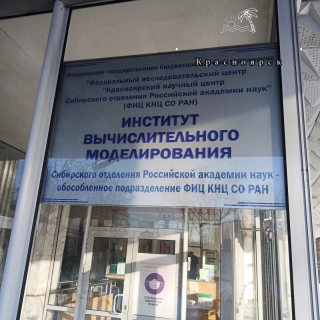 Красноярск
Федеральное государственное бюджетное
"Федеральный исследовательский центр
"Красноярский научный центр
Сибирского отделения Российской академии наук"
(ФИЦ КНЦ СО РАН)
ИНСТИТУТ
ВЫЧИСЛИТЕЛЬНОГО
МОДЕЛИРОВАНИЯ
Сибирского отделения Российской академии наук -
обособленное подразделение ФИЦ КНЦ СО РАН